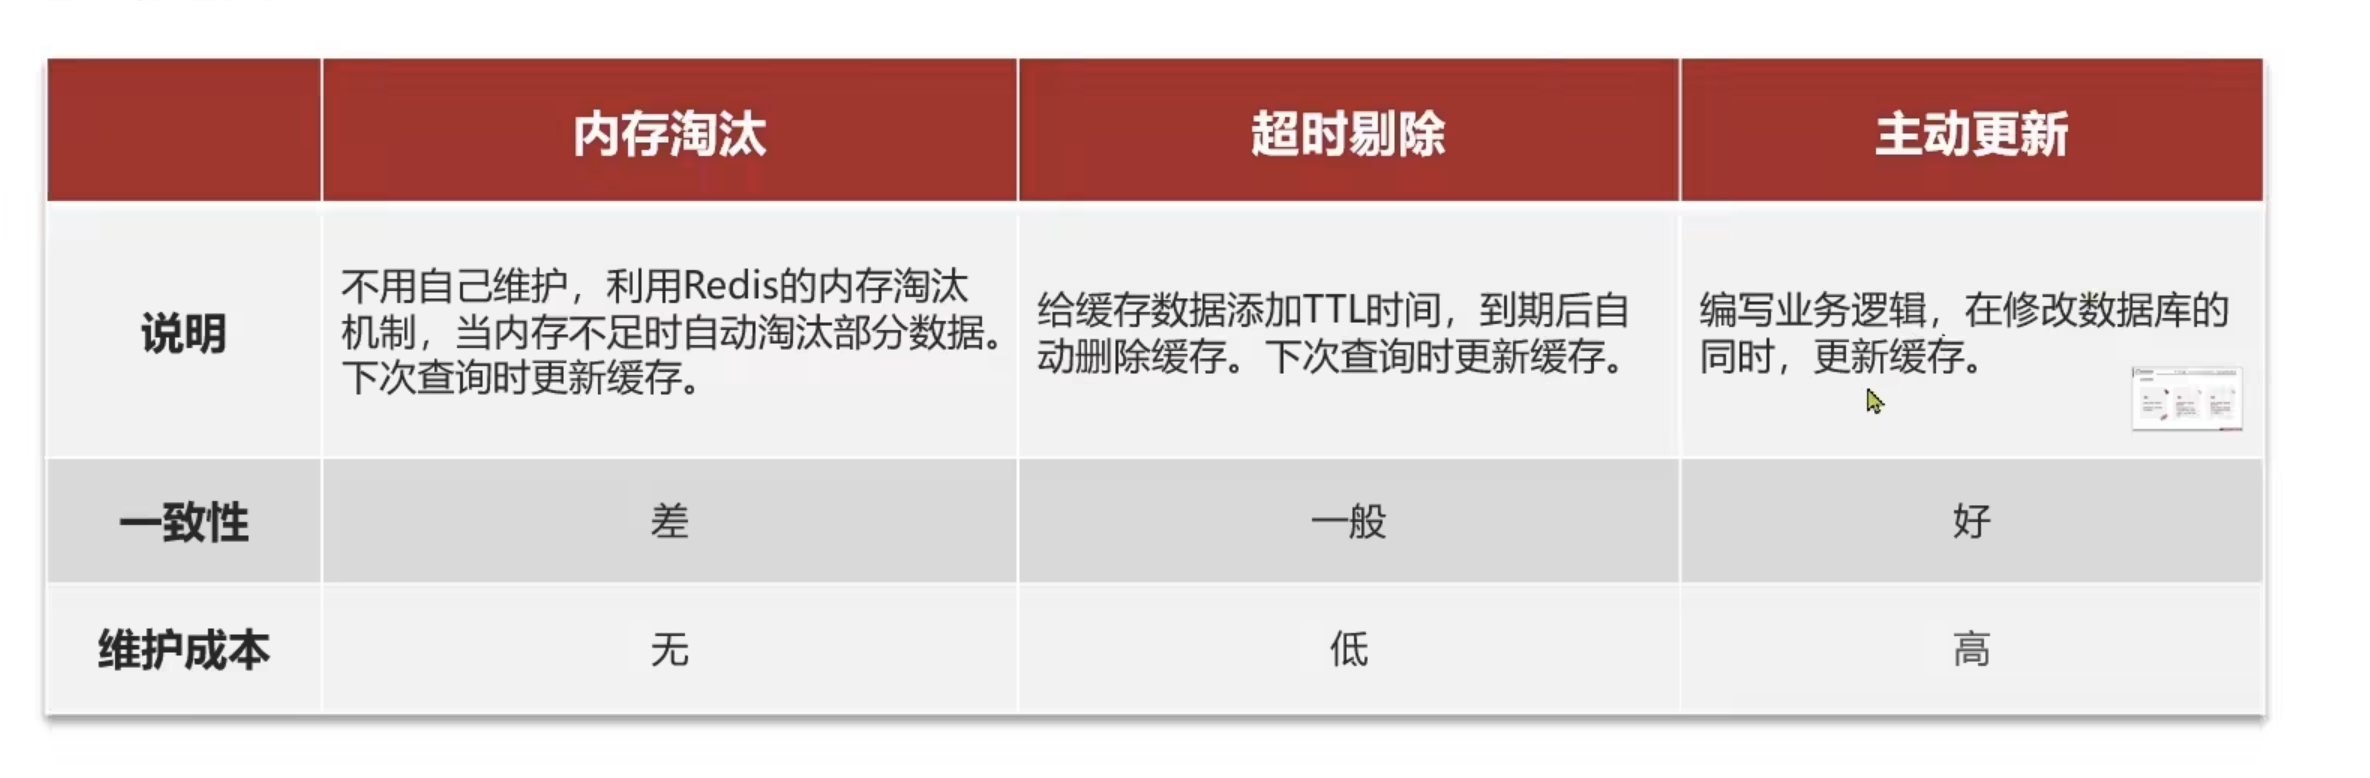 内存淘汰
超时剔除
主动更新
说明
不用自己维护，利用Redis的内存淘汰
机制，当内存不足时自动淘汰部分数据。
下次查询时更新缓存。
给缓存数据添加TTL时间，到期后自
动删除缓存。下次查询时更新缓存。
编写业务逻辑，在修改数据库的
同时，更新缓存。
一致性
差
一般
好
维护成本
无
低
高